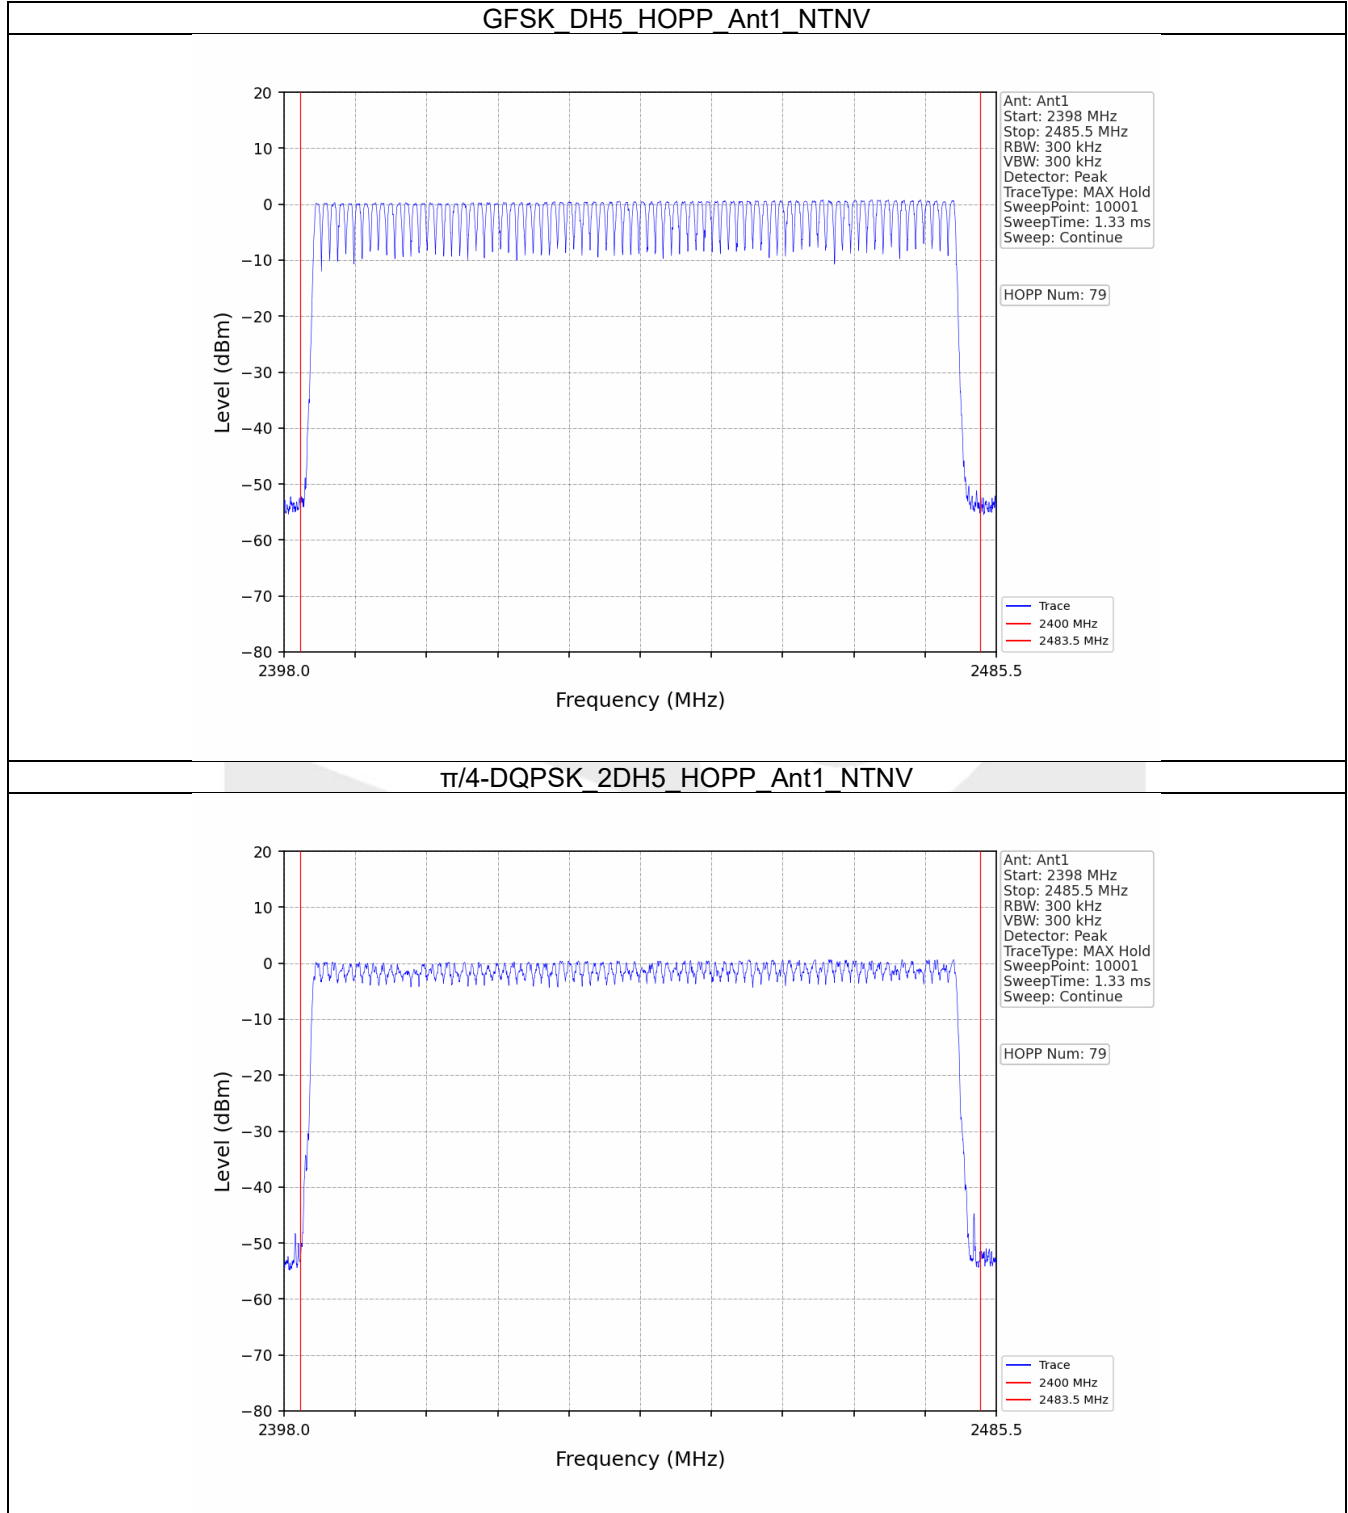 GFSK_DH5_HOPP_Ant1_NTNV
20
10
0
−10
−20
−30
−40
−50
−60
−70
−80
Level (dBm)
2398.0
2485.5
Frequency (MHz)
Ant: Ant1
Start: 2398 MHz
Stop: 2485.5 MHz
RBW: 300 kHz
VBW: 300 kHz
Detector: Peak
TraceType: MAX Hold
SweepPoint: 10001
SweepTime: 1.33 ms
Sweep: Continue
HOPP Num: 79
Trace
2400 MHz
2483.5 MHz
π/4-DQPSK_2DH5_HOPP_Ant1_NTNV
20
10
0
−10
−20
−30
−40
−50
−60
−70
−80
Level (dBm)
2398.0
2485.5
Frequency (MHz)
Ant: Ant1
Start: 2398 MHz
Stop: 2485.5 MHz
RBW: 300 kHz
VBW: 300 kHz
Detector: Peak
TraceType: MAX Hold
SweepPoint: 10001
SweepTime: 1.33 ms
Sweep: Continue
HOPP Num: 79
Trace
2400 MHz
2483.5 MHz